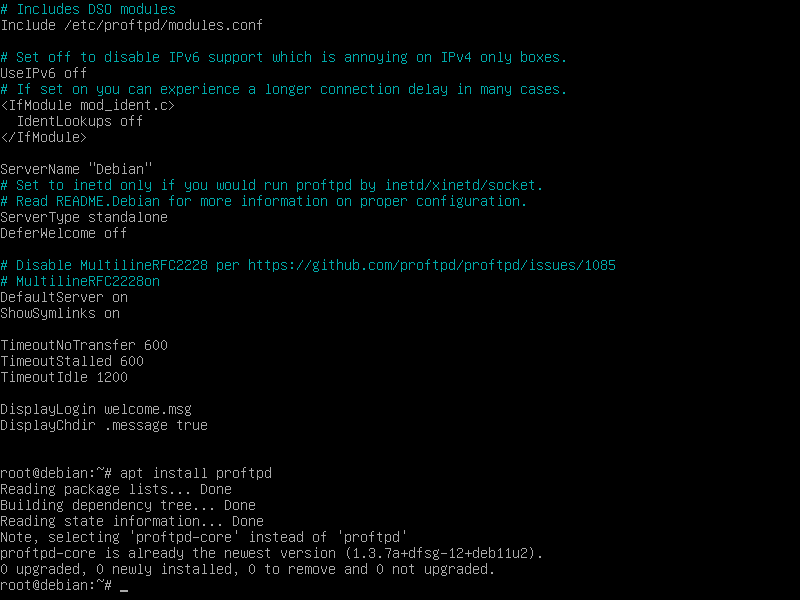 # Includes DSO modules
Include /etc/proftpd/modules.conf
# Set off to disable IPv6 support which is annoying on IPv4 only boxes.
UseIPv6 off
# If set on you can experience a longer connection delay in many cases.
<IfModule mod_ident.c>
  IdentLookups off
</IfModule>
ServerName "Debian"
# Set to inetd only if you would run proftpd by inetd/xinetd/socket.
# Read README.Debian for more information on proper configuration.
ServerType standalone
DeferWelcome off
# Disable MultilineRFC2228 per https://github.com/proftpd/proftpd/issues/1085
# MultilineRFC2228on
DefaultServer on
ShowSymlinks on
TimeoutNoTransfer 600
TimeoutStalled 600
TimeoutIdle 1200
DisplayLogin welcome.msg
DisplayChdir .message true
root@debian:~# apt install proftpd
Reading package lists... Done
Building dependency tree... Done
Reading state information... Done
Note, selecting 'proftpd-core' instead of 'proftpd'
proftpd-core is already the newest version (1.3.7a+dfsg-12+deb11u2).
0 upgraded, 0 newly installed, 0 to remove and 0 not upgraded.
root@debian:~# _